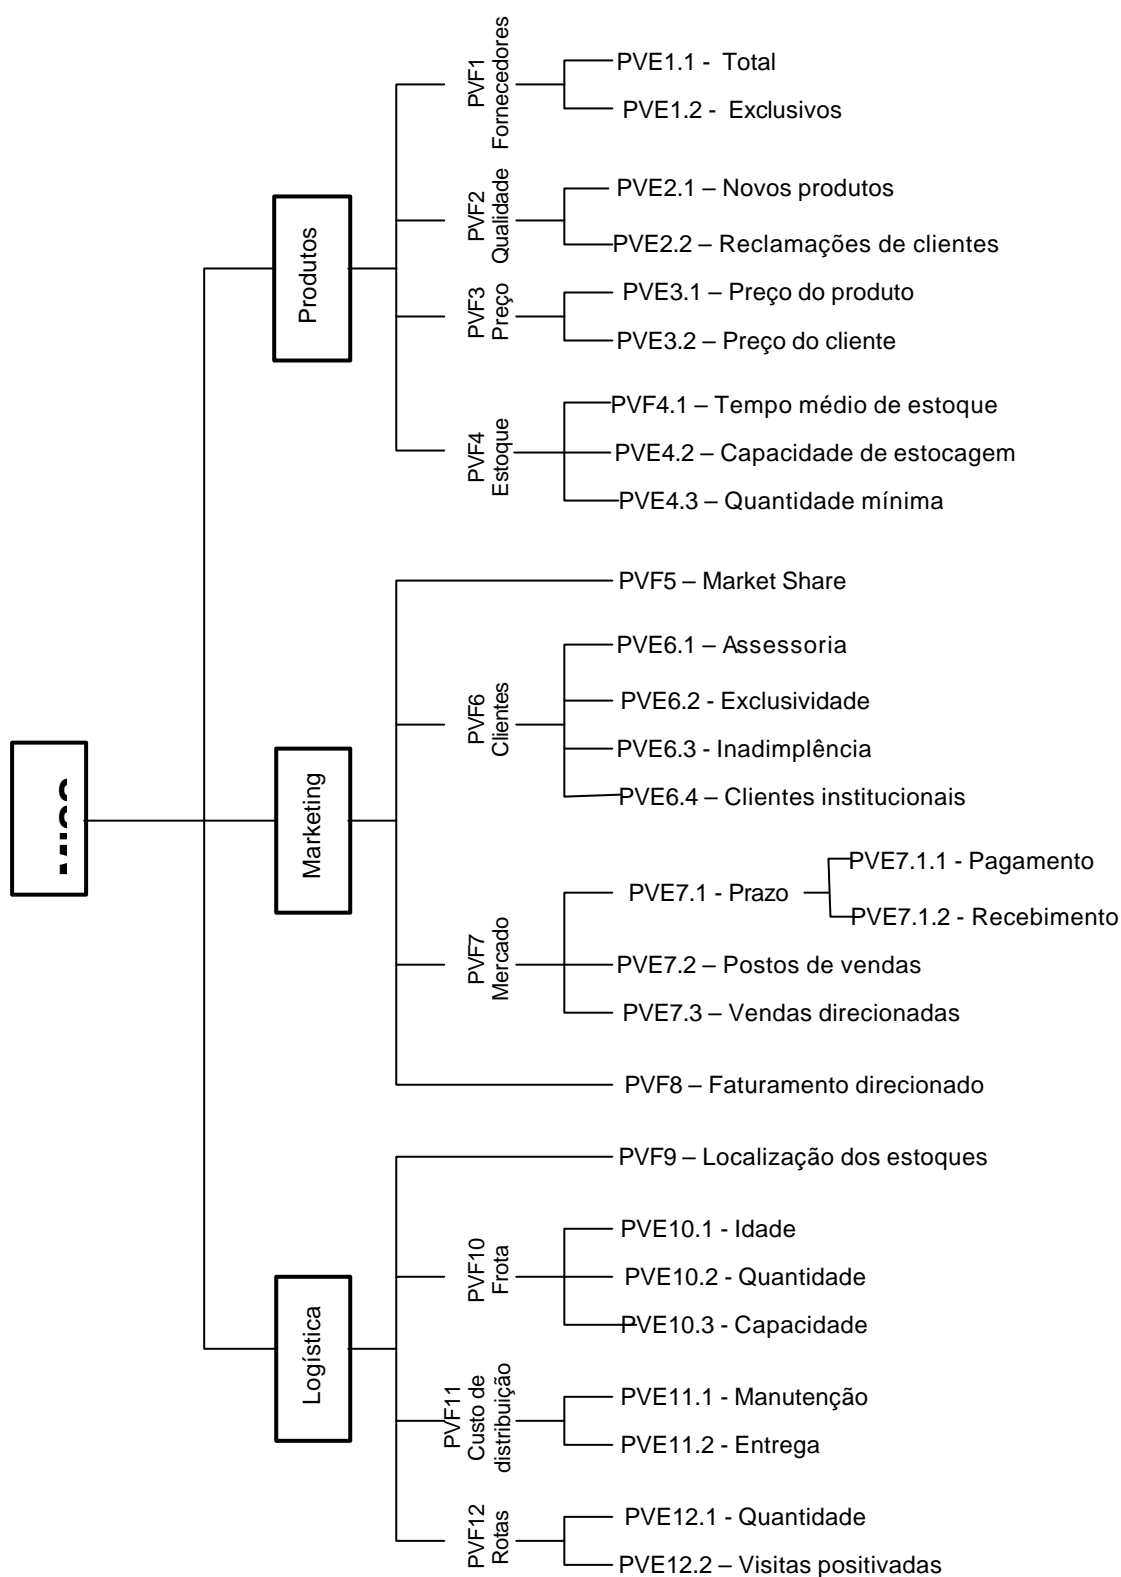 PVF1
Fornecedores
PVE1.1 - Total
PVE1.2 - Exclusivos
Produtos
PVF2
Qualidade
PVE2.1 – Novos produtos
PVE2.2 – Reclamações de clientes
PVF3
Preço
PVE3.1 – Preço do produto
PVE3.2 – Preço do cliente
PVF4
Estoque
PVF4.1 – Tempo médio de estoque
PVE4.2 – Capacidade de estocagem
PVE4.3 – Quantidade mínima
Marketing
PVF5 – Market Share
PVF6
Clientes
PVE6.1 – Assessoria
PVE6.2 - Exclusividade
PVE6.3 - Inadimplência
PVE6.4 – Clientes institucionais
PVF7
Mercado
PVE7.1 - Prazo
PVE7.1.1 - Pagamento
PVE7.1.2 - Recebimento
PVE7.2 – Postos de vendas
PVE7.3 – Vendas direcionadas
PVF8 – Faturamento direcionado
Logística
PVF9 – Localização dos estoques
PVF10
Frota
PVE10.1 - Idade
PVE10.2 - Quantidade
PVE10.3 - Capacidade
PVF11
Custo de
distribuição
PVE11.1 - Manutenção
PVE11.2 - Entrega
PVF12
Rotas
PVE12.1 - Quantidade
PVE12.2 – Visitas positivadas